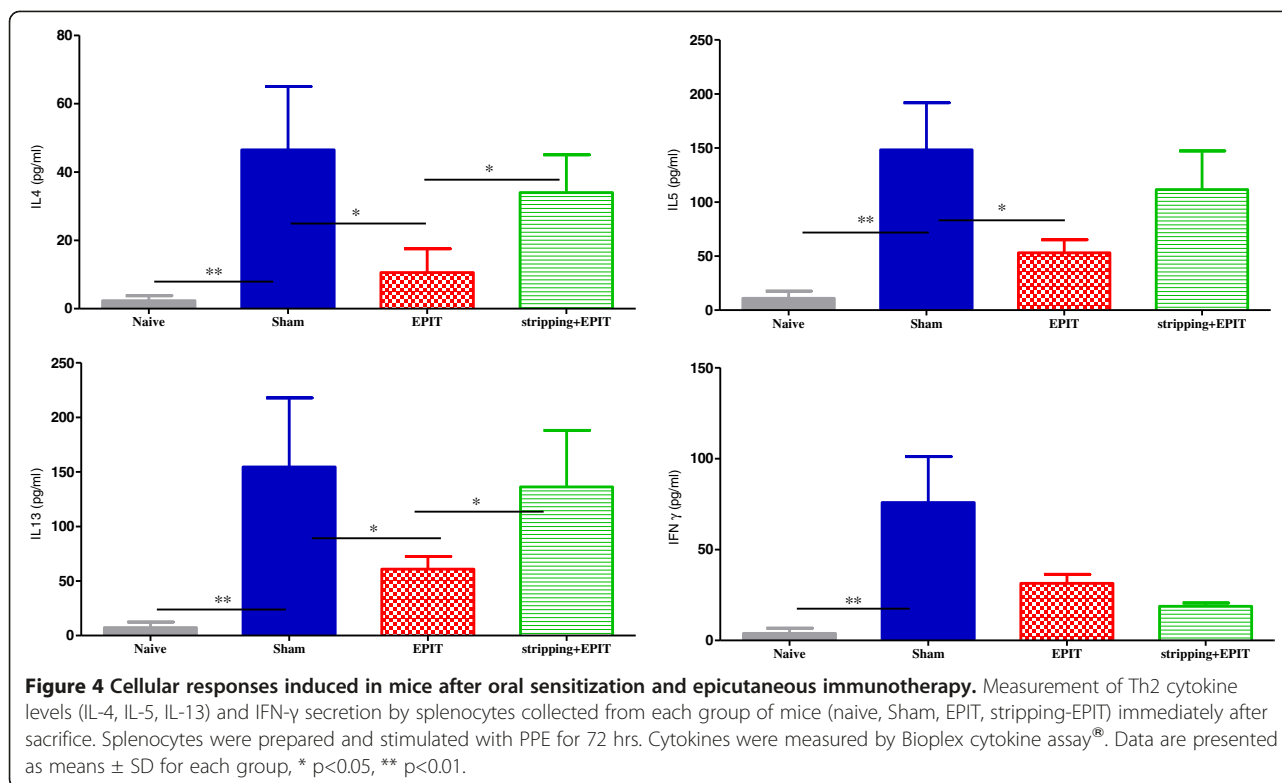 80
60
40
20
0
IL4 (pg/ml)
**
*
*
Naive Sham EPIT stripping+EPIT
250
200
150
100
50
0
IL5 (pg/ml)
**
*
Naive Sham EPIT stripping+EPIT
250
200
150
100
50
0
IL13 (pg/ml)
**
*
*
Naive Sham EPIT stripping+EPIT
150
100
50
0
IFN γ (pg/ml)
**
Naive Sham EPIT stripping+EPIT
Figure 4 Cellular responses induced in mice after oral sensitization and epicutaneous immunotherapy. Measurement of Th2 cytokine
levels (IL-4, IL-5, IL-13) and IFN-γ secretion by splenocytes collected from each group of mice (naive, Sham, EPIT, stripping-EPIT) immediately after
sacrifice. Splenocytes were prepared and stimulated with PPE for 72 hrs. Cytokines were measured by Bioplex cytokine assay®. Data are presented
as means ± SD for each group, * p<0.05, ** p<0.01.